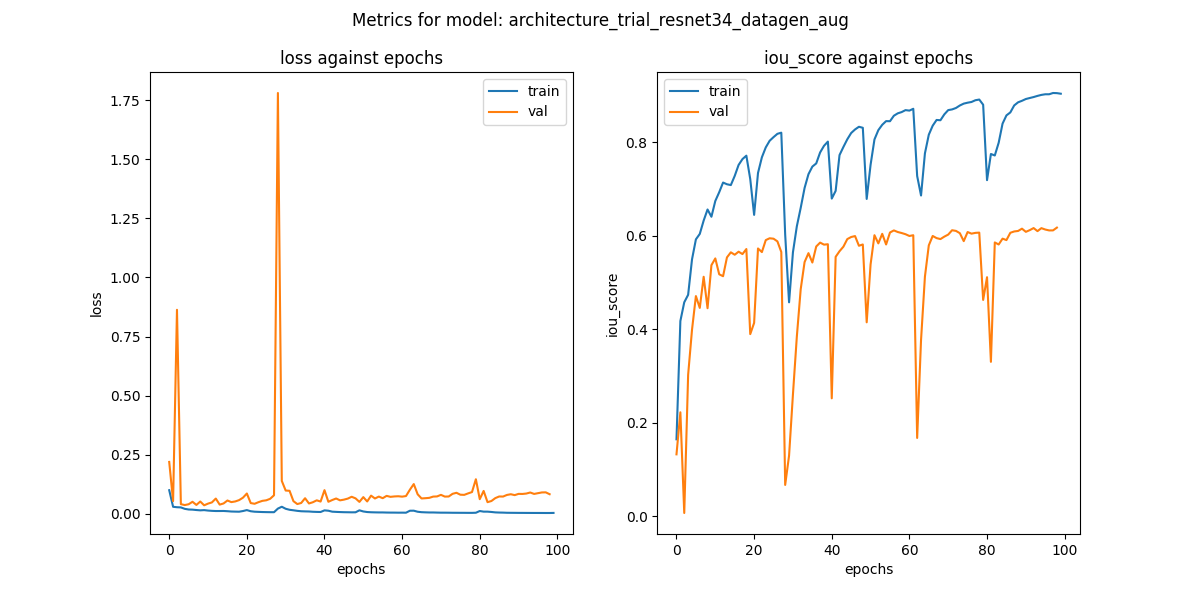 Metrics for model: architecture_trial_resnet34_datagen_aug
loss against epochs
train
val
loss
1.75
1.50
1.25
1.00
0.75
0.50
0.25
0.00
0 20 40 60 80 100
epochs
iou_score against epochs
train
val
iou_score
0.8
0.6
0.4
0.2
0.0
0 20 40 60 80 100
epochs